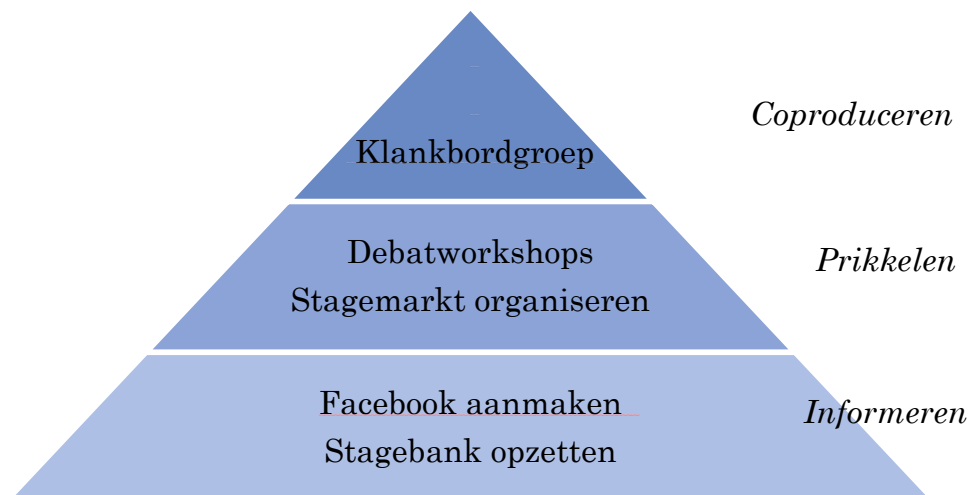 Coproduceren
Klankbordgroep
Prikkelen
Debatworkshops
Stagemarkt organiseren
Informeren
Facebook aanmaken
Stagebank opzetten